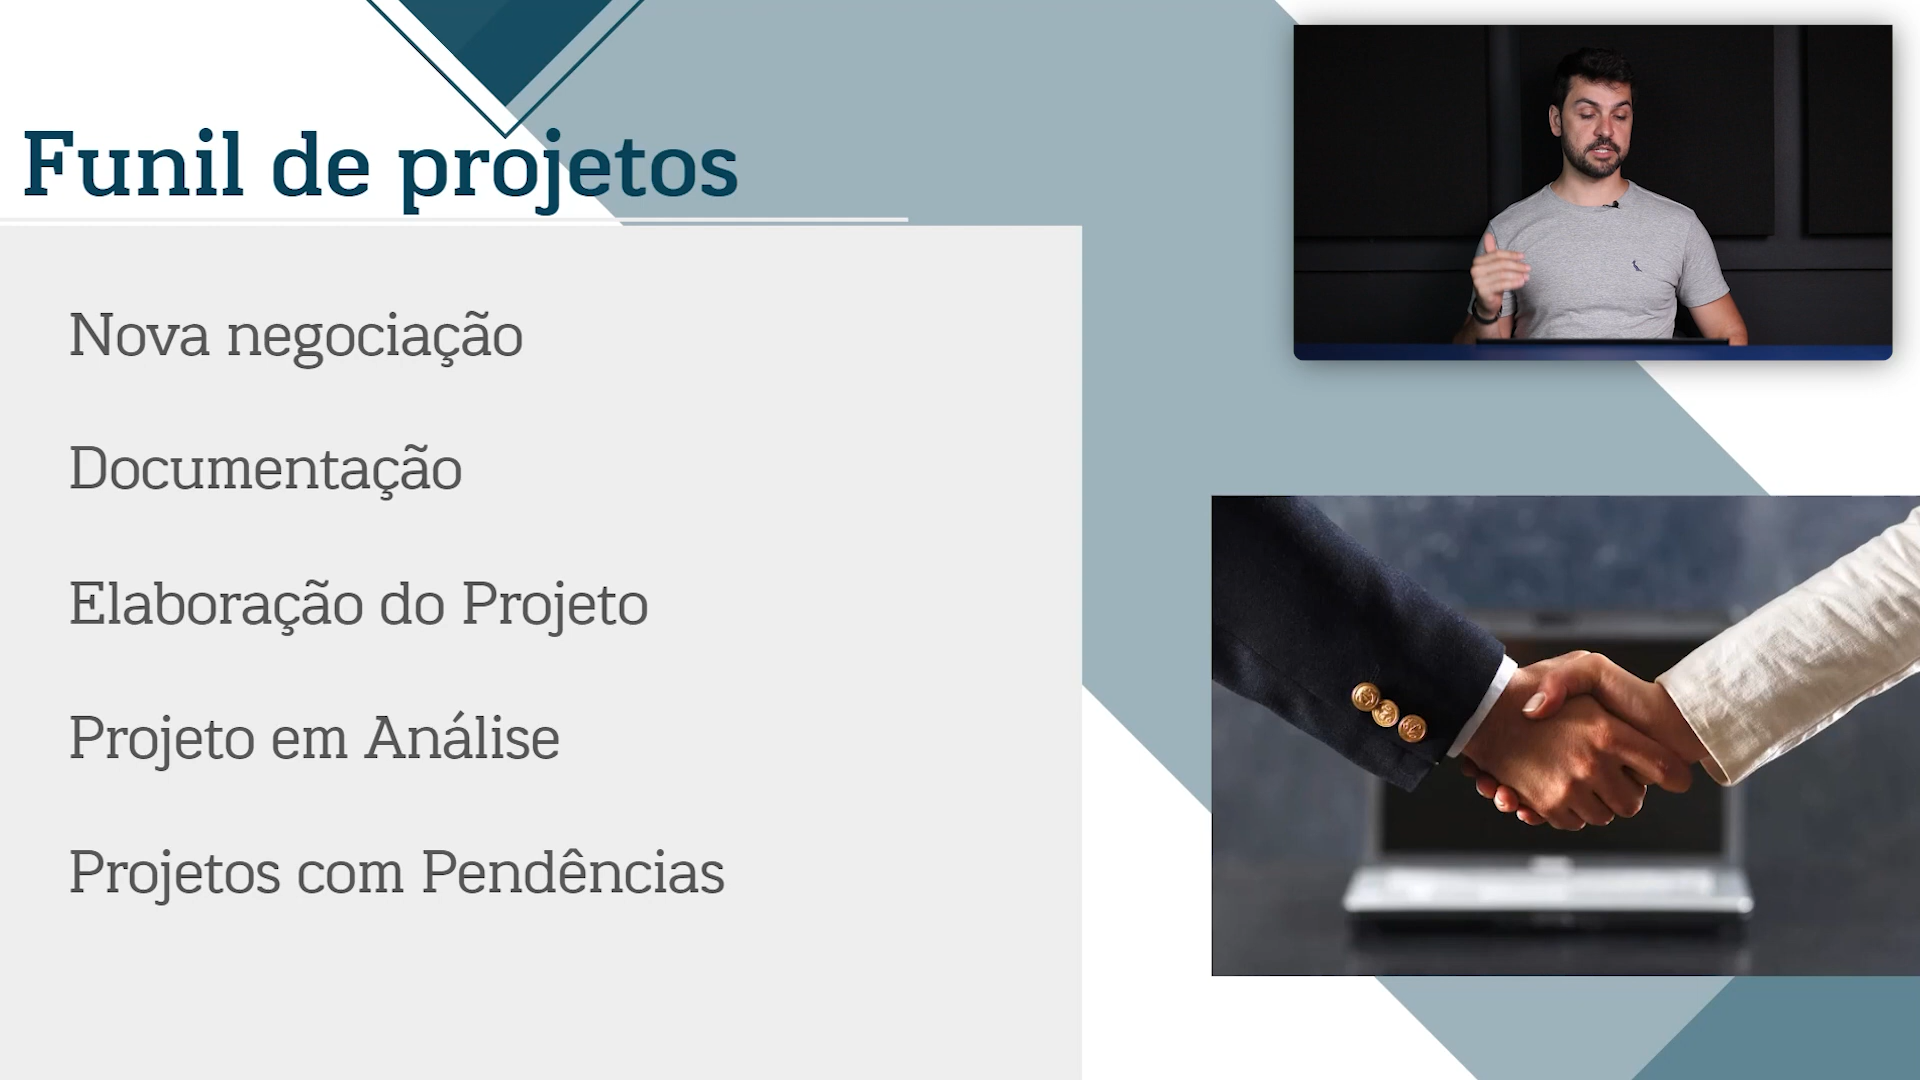 Funil de projetos
Nova negociação
Documentação
Elaboração do Projeto
Projeto em Análise
Projetos com Pendências